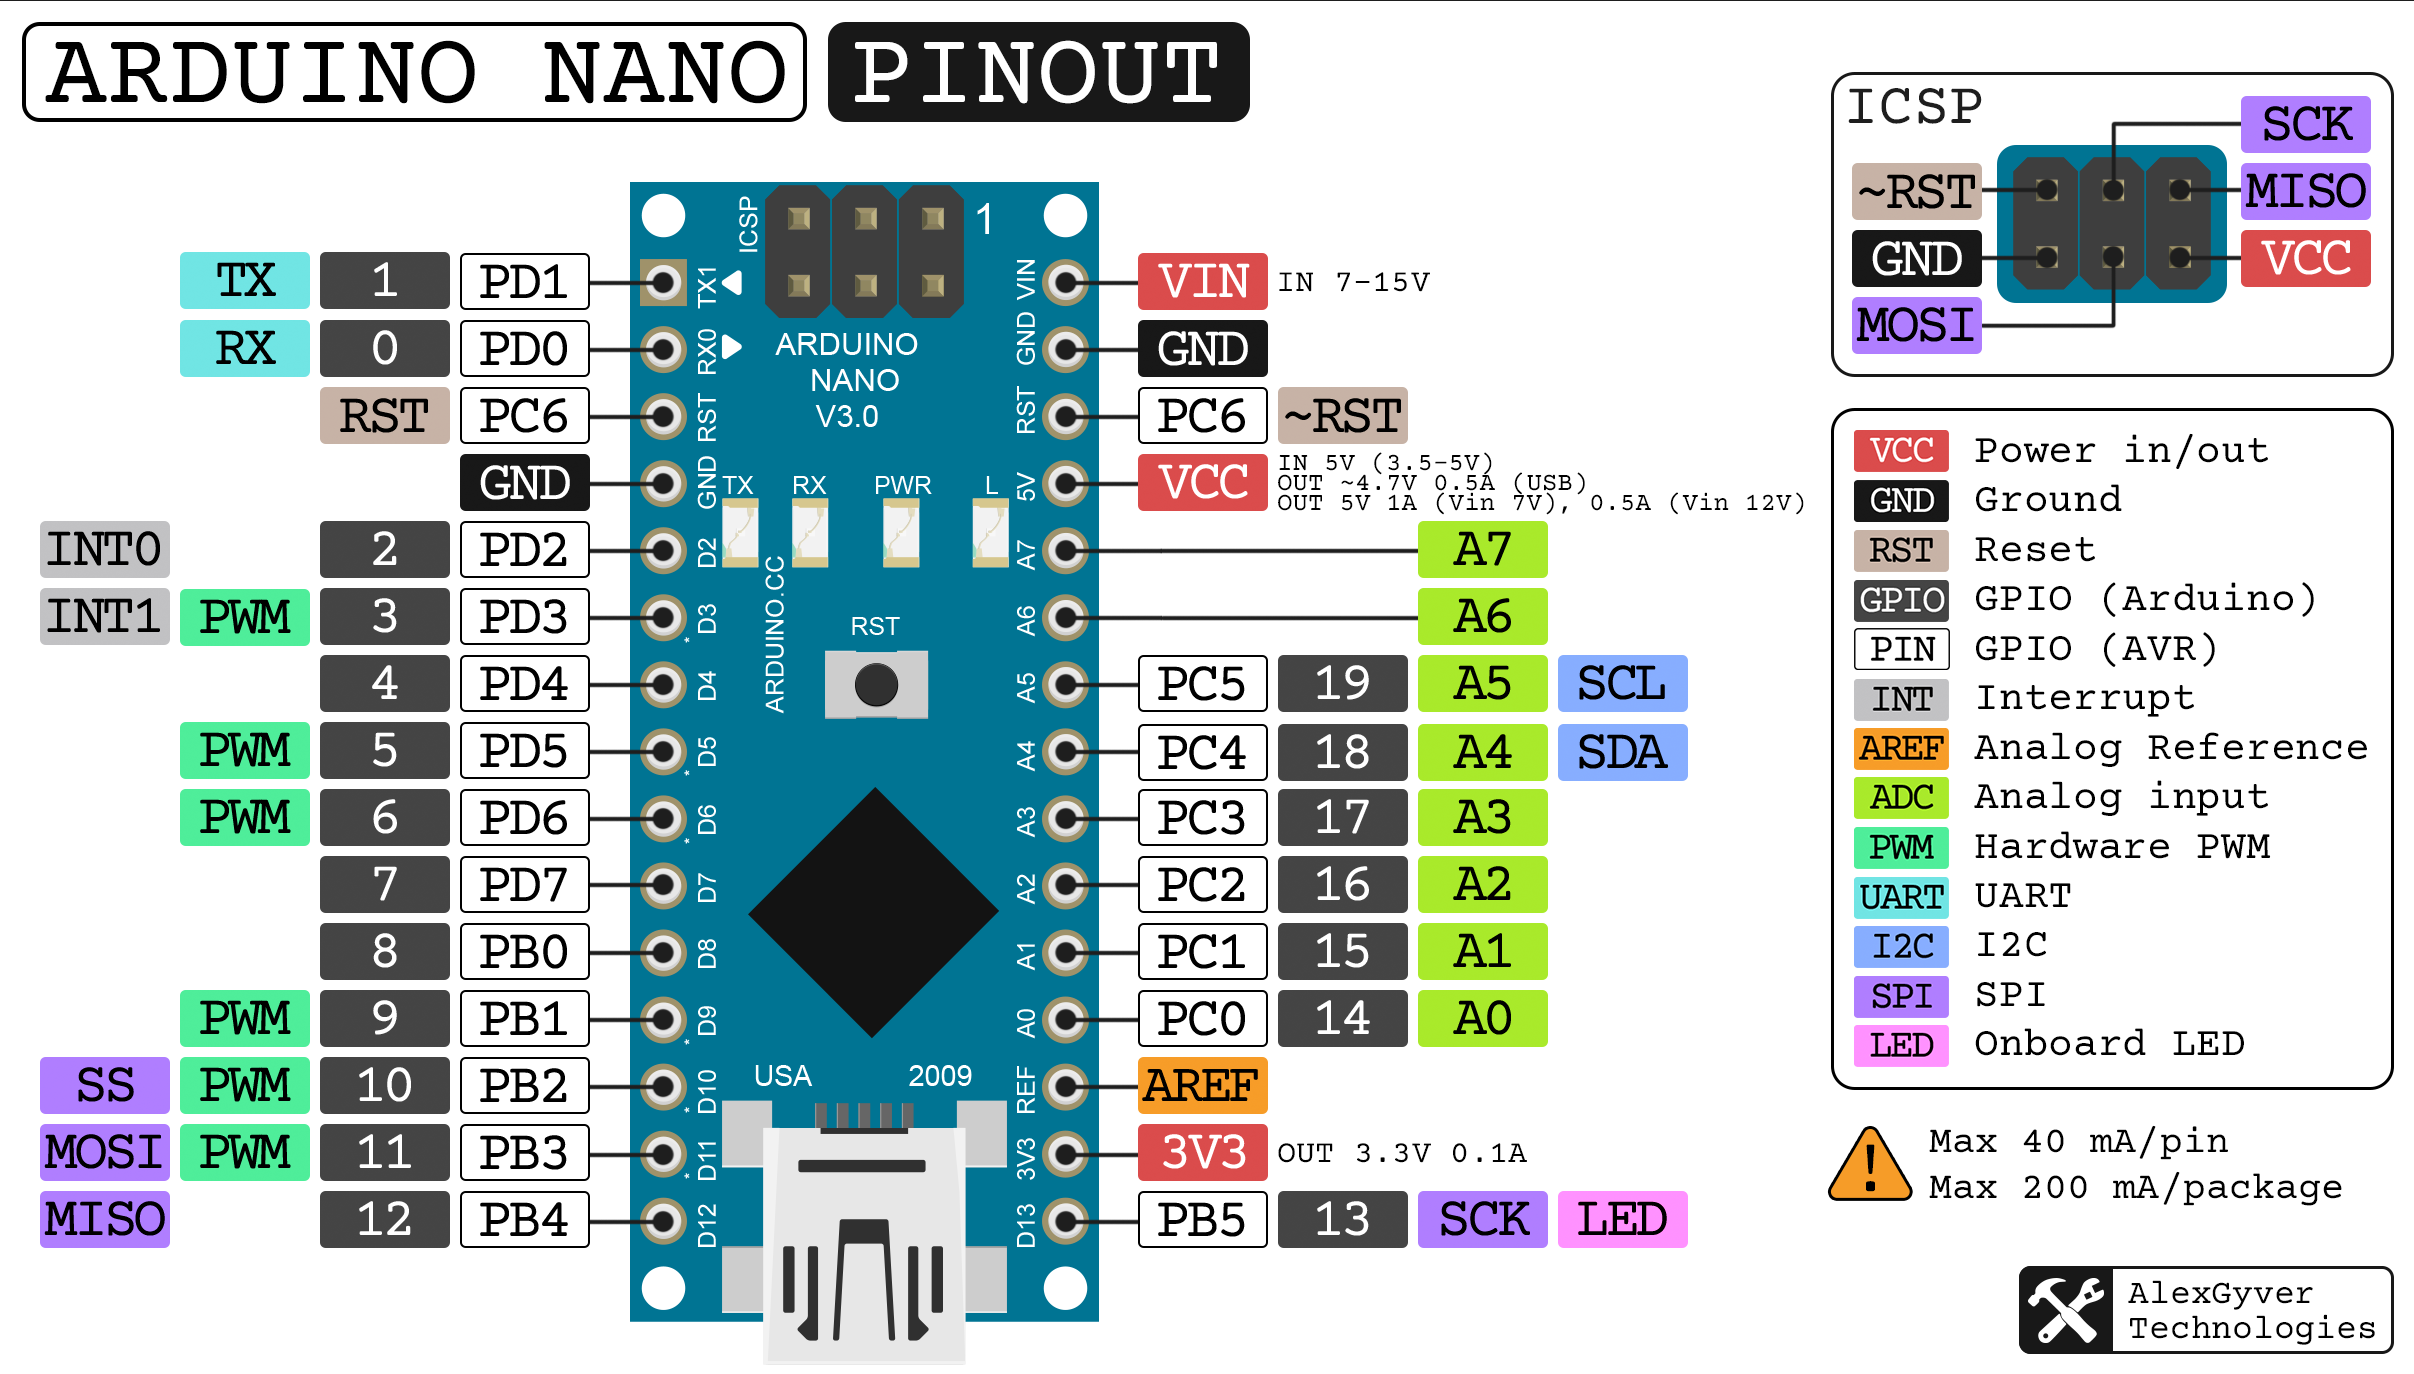 ARDUINO NANO PINOUT
ICSP
SCK
~RST MISO
GND VCC
MOSI
ICSP 1
TX 1 PD1 TX1 VIN VIN IN 7-15V
RX 0 PD0 RX0 GND GND
ARDUINO
NANO
V3.0
RST PC6 RST RST PC6 ~RST
GND GND 5V VCC IN 5V (3.5-5V)
OUT ~4.7V 0.5A (USB)
OUT 5V 1A (Vin 7V), 0.5A (Vin 12V)
TX RX PWR L
INT0 2 PD2 D2 A7 A7
INT1 PWM 3 PD3 D3 * A6 A6
ARDUINO.CC
RST
4 PD4 D4 A5 PC5 19 A5 SCL
PWM 5 PD5 D5 * A4 PC4 18 A4 SDA
PWM 6 PD6 D6 * A3 PC3 17 A3
7 PD7 D7 A2 PC2 16 A2
8 PB0 D8 A1 PC1 15 A1
PWM 9 PB1 D9 * A0 PC0 14 A0
USA 2009
SS PWM 10 PB2 D10 * REF AREF
MOSI PWM 11 PB3 D11 * 3V3 3V3 OUT 3.3V 0.1A
MISO 12 PB4 D12 D13 PB5 13 SCK LED
VCC Power in/out
GND Ground
RST Reset
GPIO GPIO (Arduino)
PIN GPIO (AVR)
INT Interrupt
AREF Analog Reference
ADC Analog input
PWM Hardware PWM
UART UART
I2C I2C
SPI SPI
LED Onboard LED
! Max 40 mA/pin
Max 200 mA/package
AlexGyver
Technologies